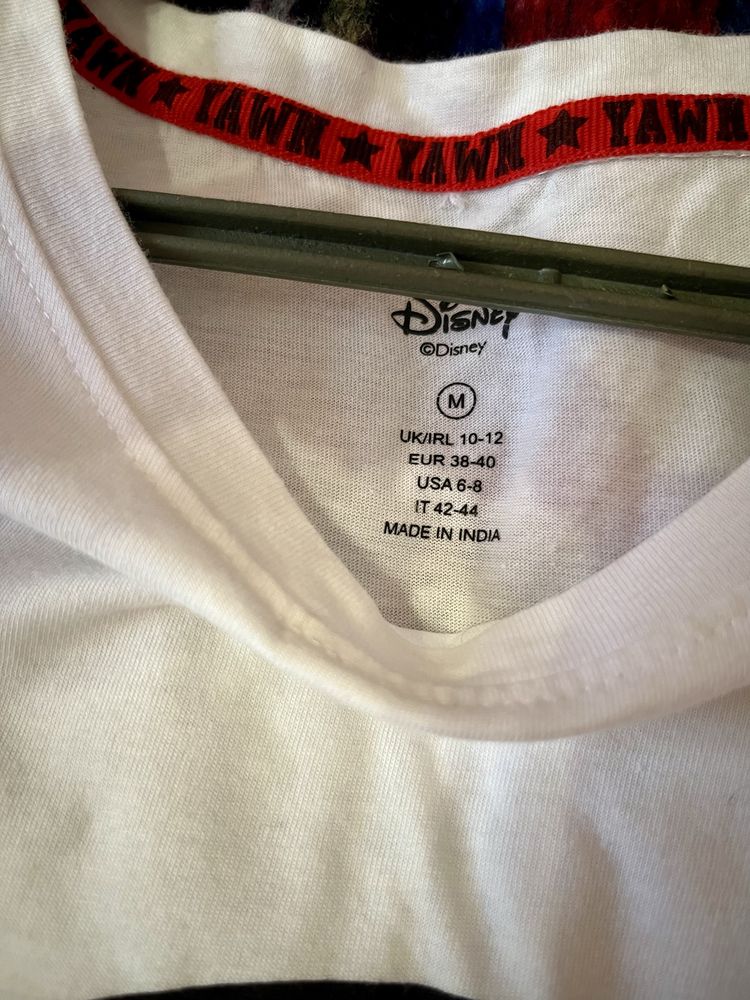 YAWN ★ YAWN ★ YAWN ★ YAWN
Disney
©Disney
M
UK/IRL 10-12
EUR 38-40
USA 6-8
IT 42-44
MADE IN INDIA